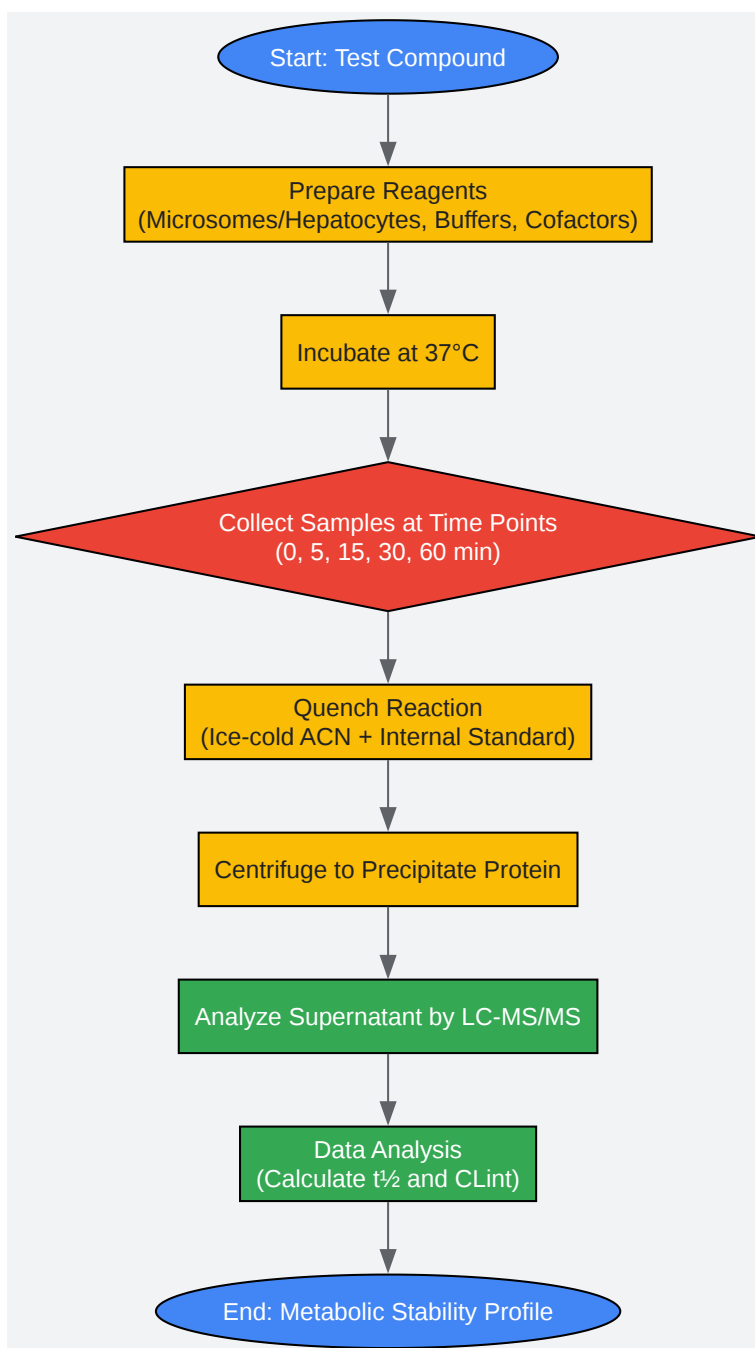 Start: Test Compound
Prepare Reagents
(Microsomes/Hepatocytes, Buffers, Cofactors)
Incubate at 37°C
Collect Samples at Time Points
(0, 5, 15, 30, 60 min)
Quench Reaction
(Ice-cold ACN + Internal Standard)
Centrifuge to Precipitate Protein
Analyze Supernatant by LC-MS/MS
Data Analysis
(Calculate t½ and CLint)
End: Metabolic Stability Profile